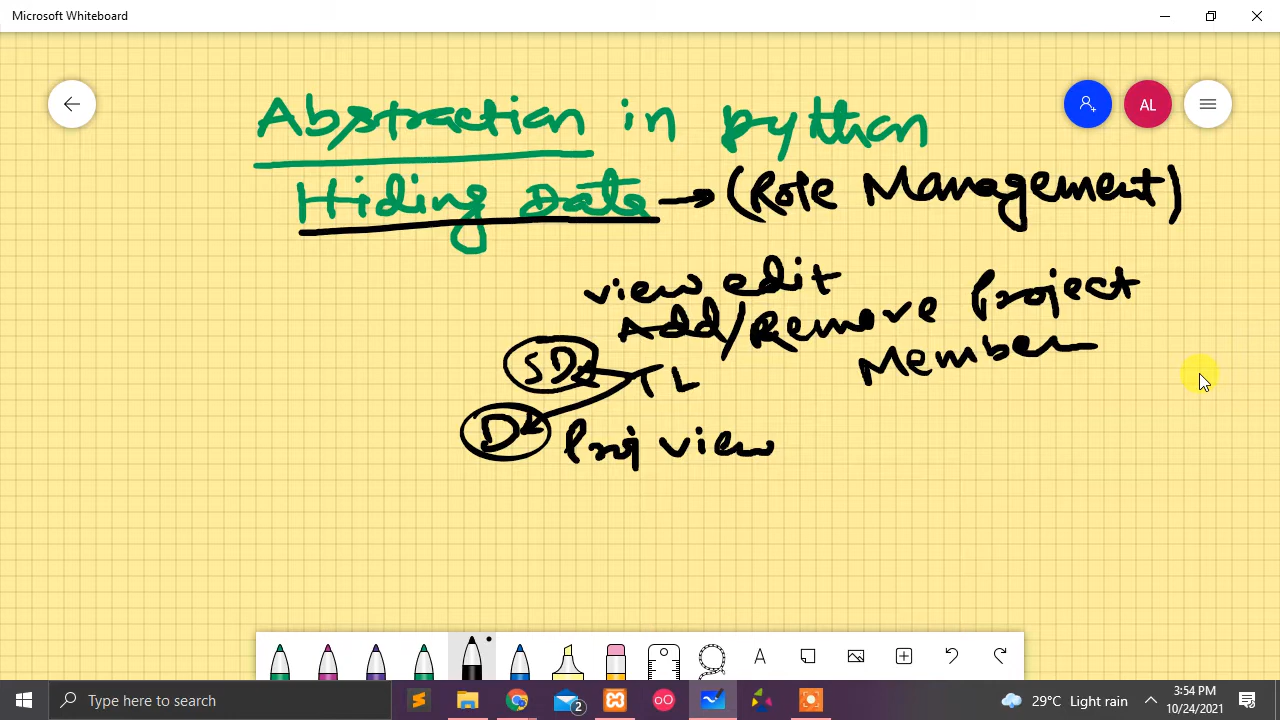 Microsoft Whiteboard
AL
Abstraction in python
Hiding Data → (Role Management)
view edit
Add/Remove Project
Member
SD TL
D Proj view
A
Type here to search
2
29°C Light rain
3:54 PM
10/24/2021